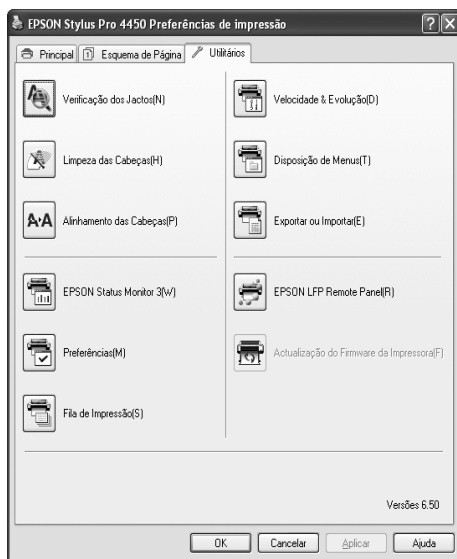 EPSON Stylus Pro 4450 Preferências de impressão
Principal Esquema de Página Utilitários
Verificação dos Jactos(N)
Velocidade & Evolução(D)
Limpeza das Cabeças(H)
Disposição de Menus(T)
Alinhamento das Cabeças(P)
Exportar ou Importar(E)
EPSON Status Monitor 3(W)
EPSON LFP Remote Panel(R)
Preferências(M)
Actualização do Firmware da Impressora(F)
Fila de Impressão(S)
Versões 6.50
OK Cancelar Aplicar Ajuda